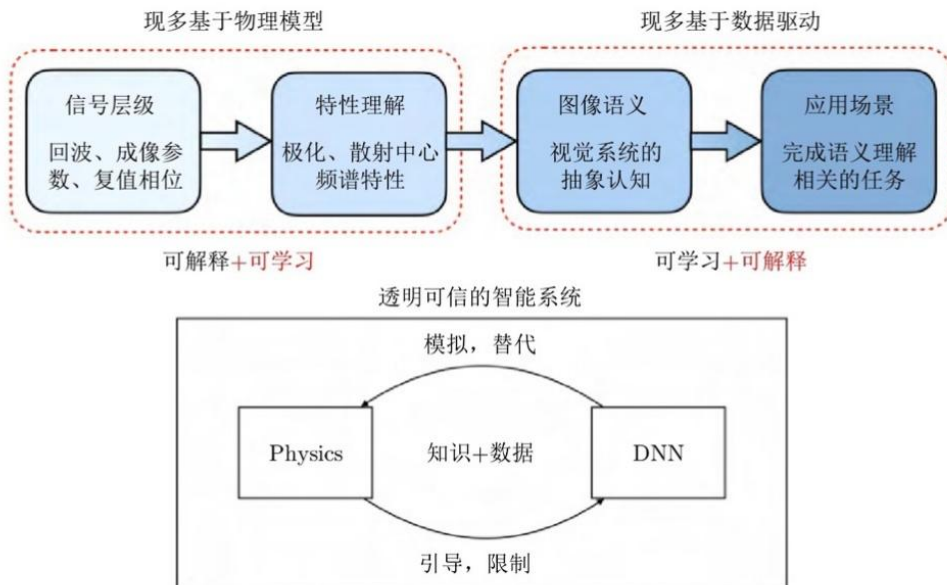 现多基于物理模型
现多基于数据驱动
信号层级
回波、成像参
数、复值相位
特性理解
极化、散射中心
频谱特性
图像语义
视觉系统的
抽象认知
应用场景
完成语义理解
相关的任务
可解释+可学习
可学习+可解释
透明可信的智能系统
模拟，替代
Physics
知识+数据
DNN
引导，限制